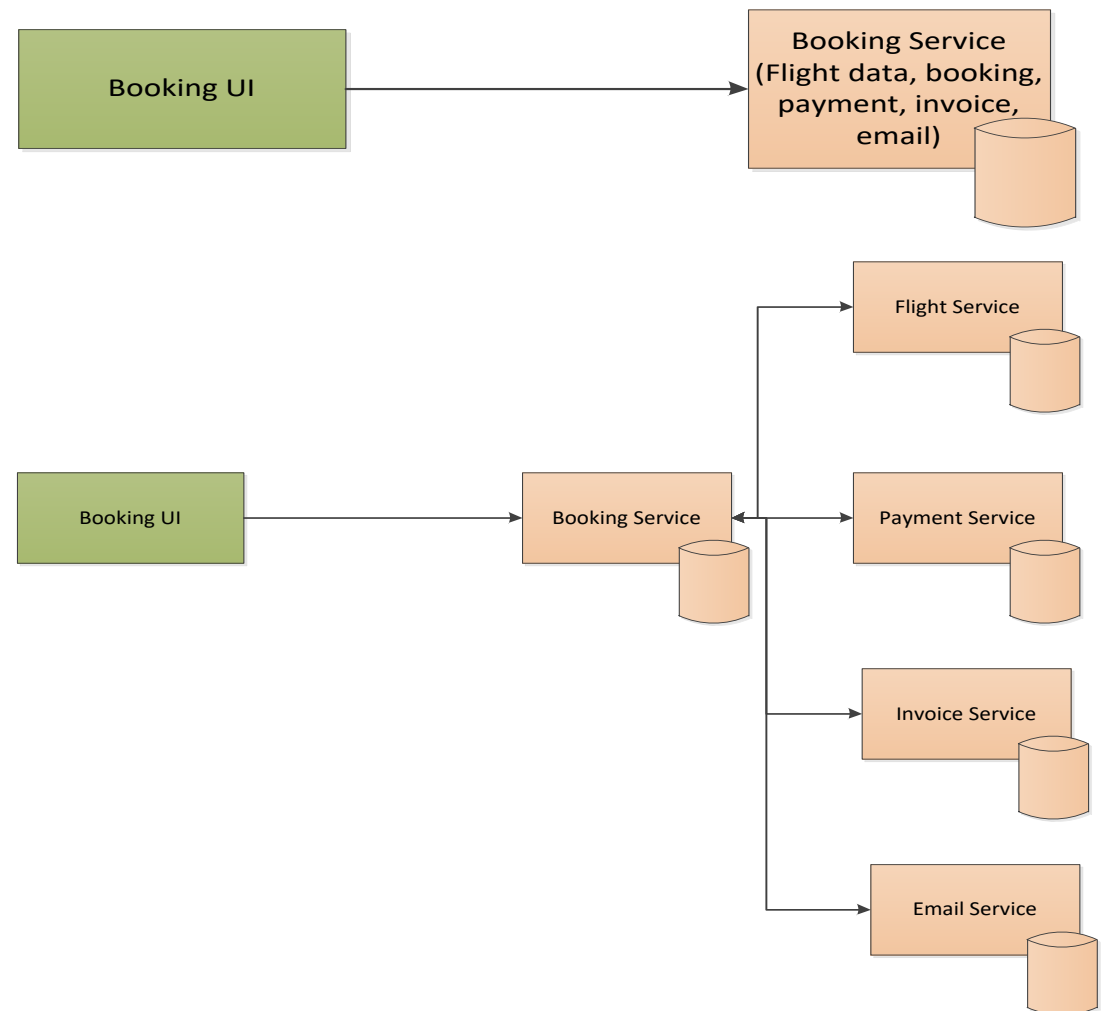 Booking UI
Booking Service
(Flight data, booking,
payment, invoice,
email)
Flight Service
Booking UI
Booking Service
Payment Service
Invoice Service
Email Service